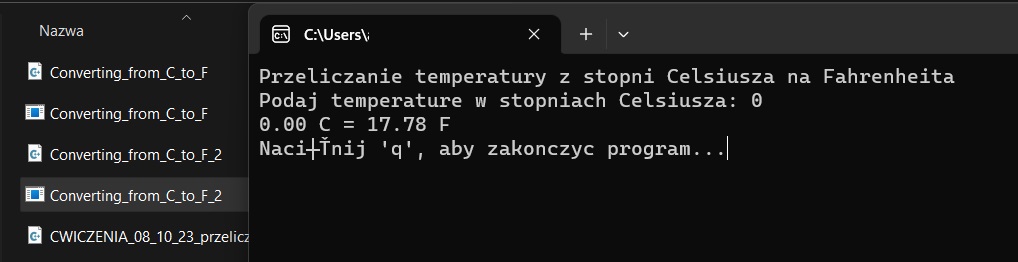 Nazwa
Converting_from_C_to_F
Converting_from_C_to_F
Converting_from_C_to_F_2
Converting_from_C_to_F_2
CWICZENIA_08_10_23_przelicz
C:\Users\
Przeliczanie temperatury z stopni Celsiusza na Fahrenheita
Podaj temperature w stopniach Celsiusza: 0
0.00 C = 17.78 F
Naci┼Ťnij 'q', aby zakonczyc program...